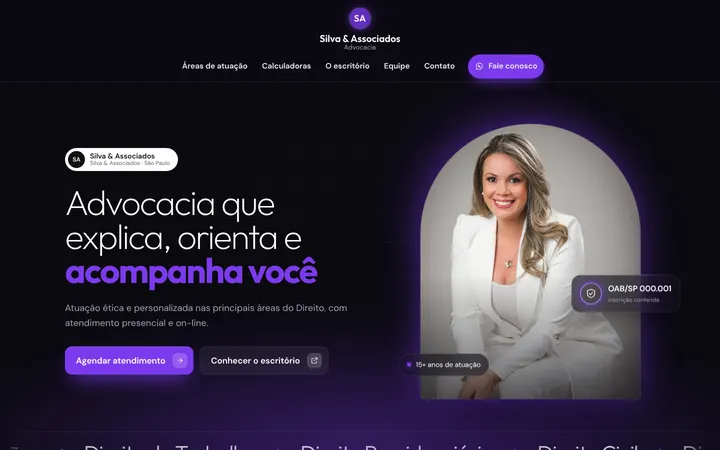 SA
Silva & Associados
Advocacia
Áreas de atuação Calculadoras O escritório Equipe Contato Fale conosco
SA Silva & Associados
Silva & Associados · São Paulo
Advocacia que
explica, orienta e
acompanha você
Atuação ética e personalizada nas principais áreas do Direito, com
atendimento presencial e on-line.
Agendar atendimento
Conhecer o escritório
OAB/SP 000.001
inscrição conferida
15+ anos de atuação